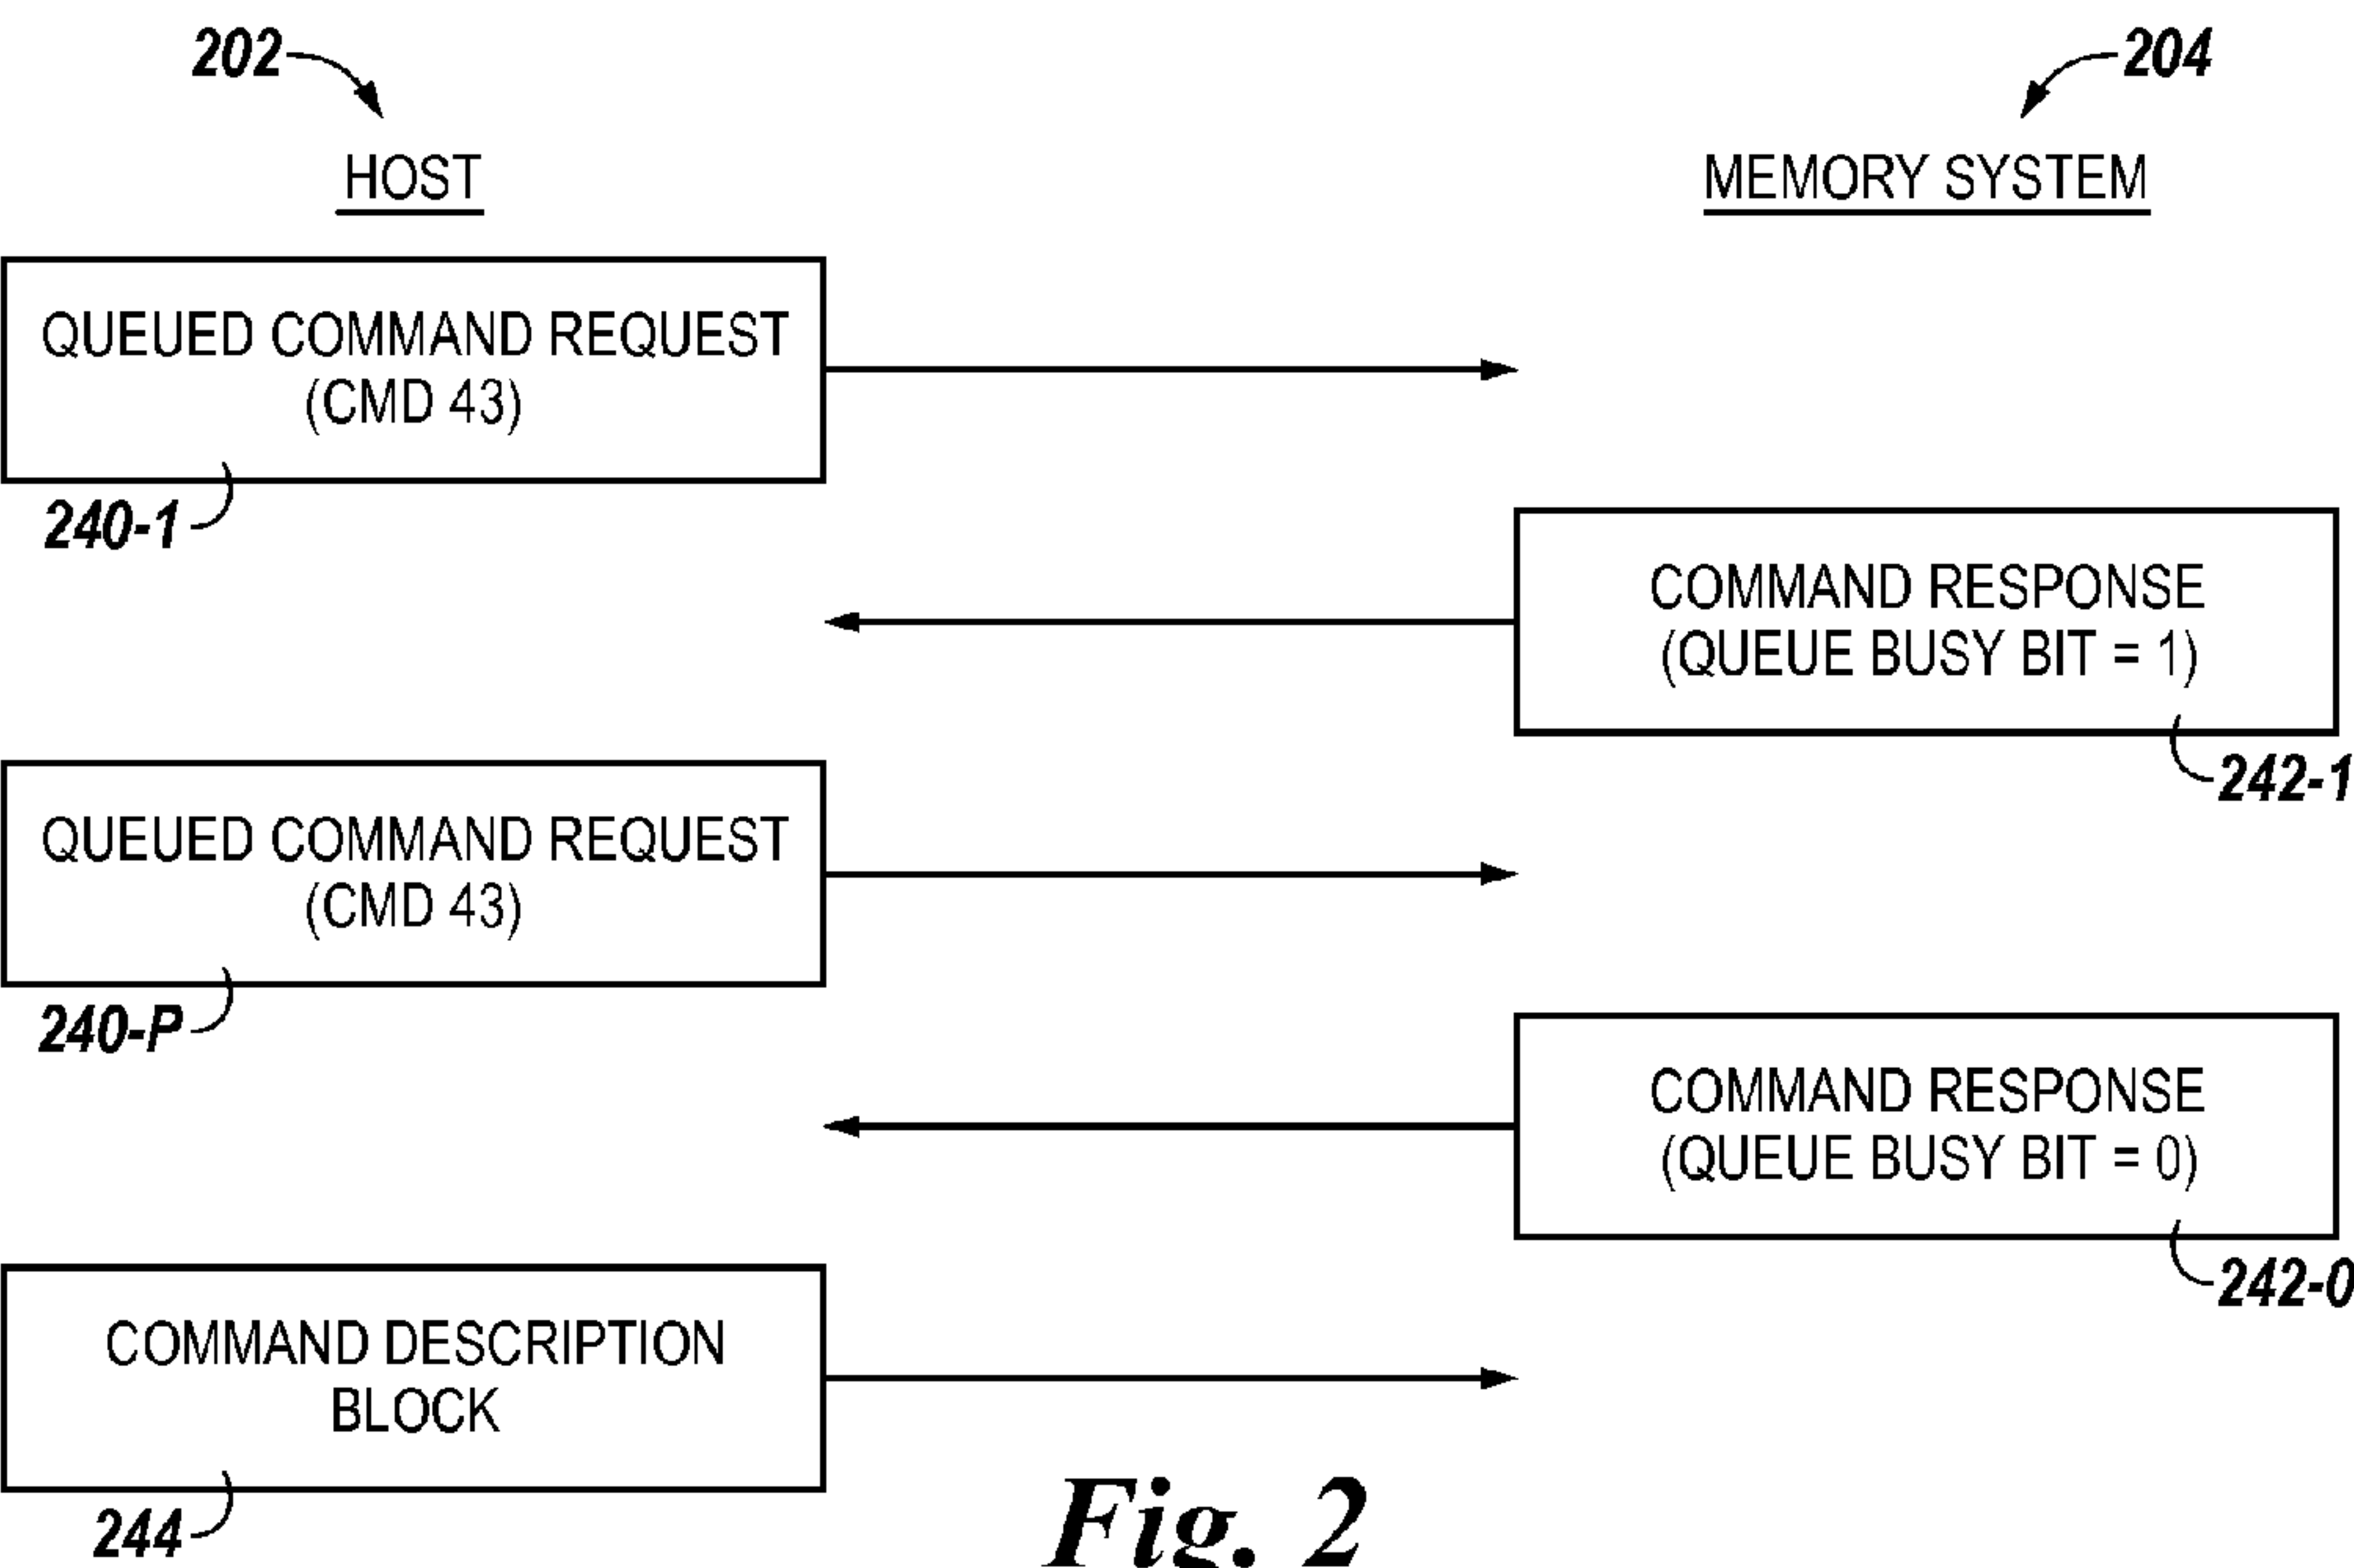 202
204
HOST
MEMORY SYSTEM
QUEUED COMMAND REQUEST
(CMD 43)
240-1
COMMAND RESPONSE
(QUEUE BUSY BIT = 1)
242-1
QUEUED COMMAND REQUEST
(CMD 43)
240-P
COMMAND RESPONSE
(QUEUE BUSY BIT = 0)
242-0
COMMAND DESCRIPTION
BLOCK
244
Fig. 2